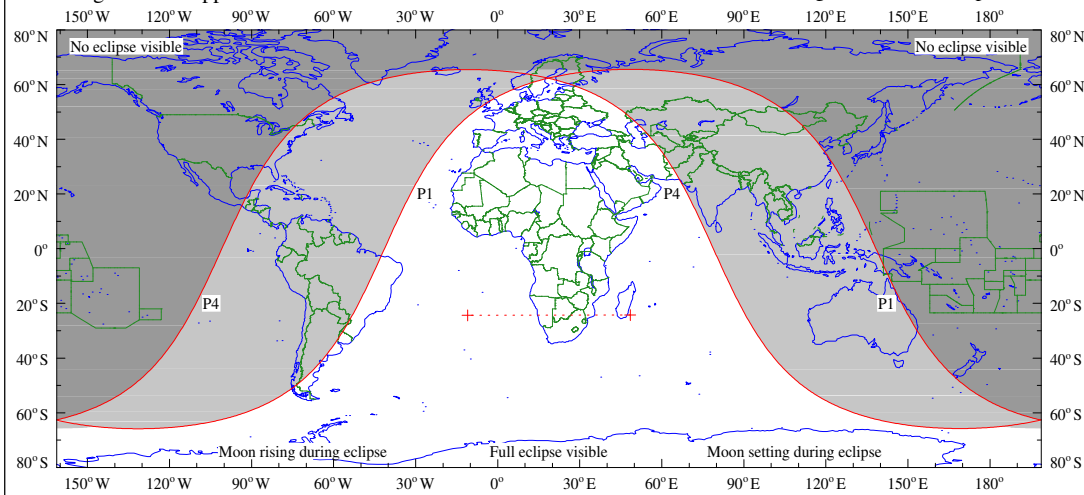 150° W 120° W 90° W 60° W 30° W 0° 30° E 60° E 90° E 120° E 150° E 180°
80° N 80° N
No eclipse visible No eclipse visible
60° N 60° N
40° N 40° N
20° N P1 P4 20° N
0° 0°
20° S P4 P1 20° S
40° S 40° S
60° S 60° S
Moon rising during eclipse Full eclipse visible Moon setting during eclipse
80° S 80° S
150° W 120° W 90° W 60° W 30° W 0° 30° E 60° E 90° E 120° E 150° E 180°